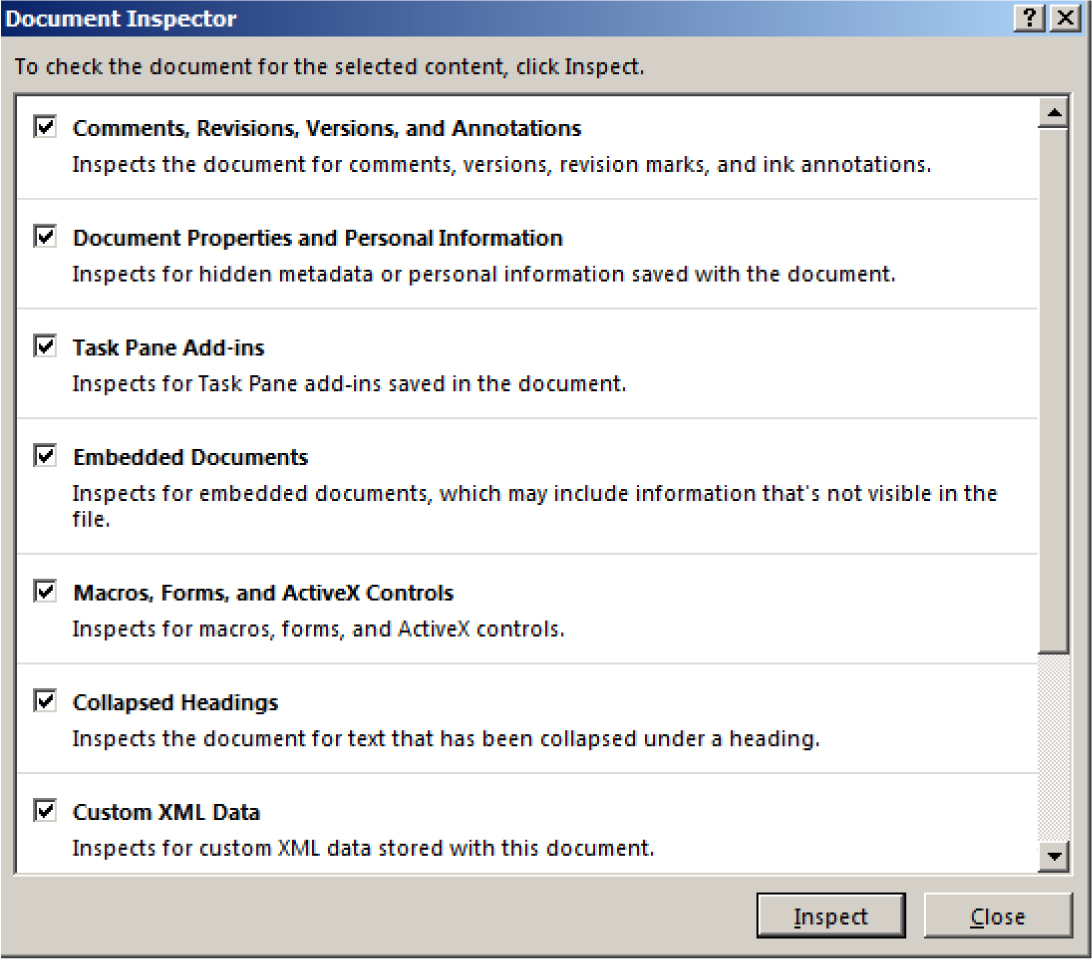 Document Inspector
To check the document for the selected content, click Inspect.
Comments, Revisions, Versions, and Annotations
Inspects the document for comments, versions, revision marks, and ink annotations.
Document Properties and Personal Information
Inspects for hidden metadata or personal information saved with the document.
Task Pane Add-ins
Inspects for Task Pane add-ins saved in the document.
Embedded Documents
Inspects for embedded documents, which may include information that's not visible in the
file.
Macros, Forms, and ActiveX Controls
Inspects for macros, forms, and ActiveX controls.
Collapsed Headings
Inspects the document for text that has been collapsed under a heading.
Custom XML Data
Inspects for custom XML data stored with this document.
Inspect Close